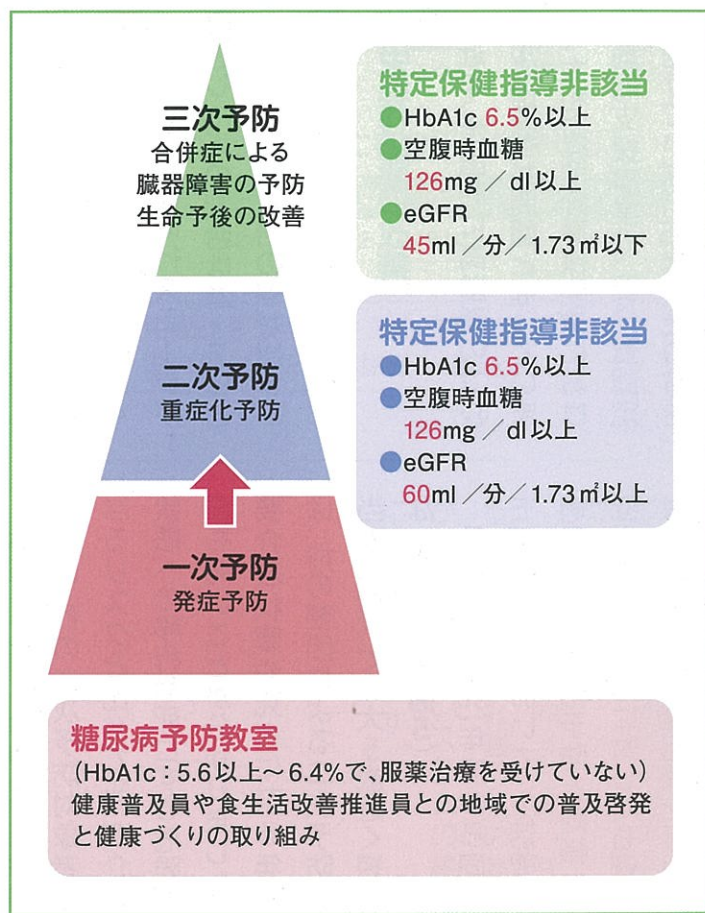 三次予防
合併症による
臓器障害の予防
生命予後の改善
特定保健指導非該当
●HbA1c 6.5%以上
●空腹時血糖
126mg／dl以上
●eGFR
45ml／分／1.73㎡以下
二次予防
重症化予防
特定保健指導非該当
●HbA1c 6.5%以上
●空腹時血糖
126mg／dl以上
●eGFR
60ml／分／1.73㎡以上
一次予防
発症予防
糖尿病予防教室
(HbA1c：5.6以上～6.4%で、服薬治療を受けていない)
健康普及員や食生活改善推進員との地域での普及啓発
と健康づくりの取り組み